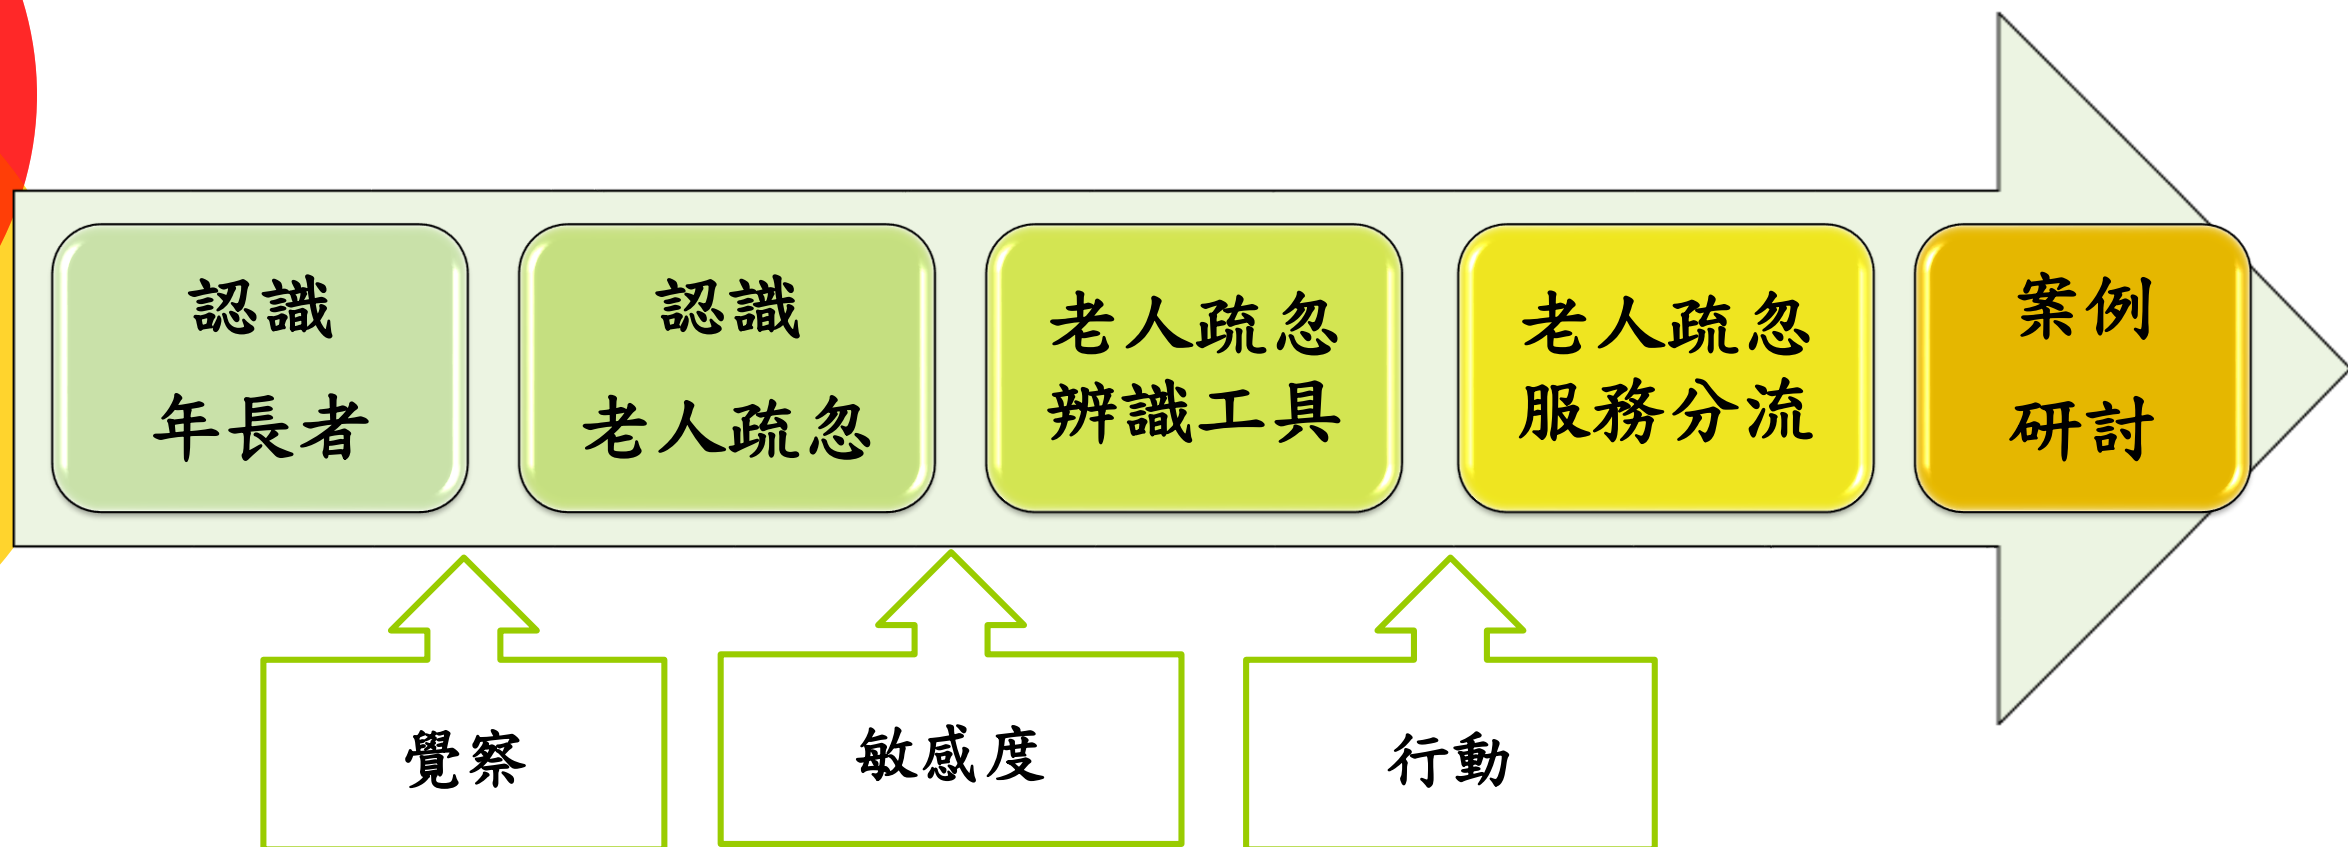 認識
年長者
認識
老人疏忽
老人疏忽
辨識工具
老人疏忽
服務分流
案例
研討
覺察
敏感度
行動